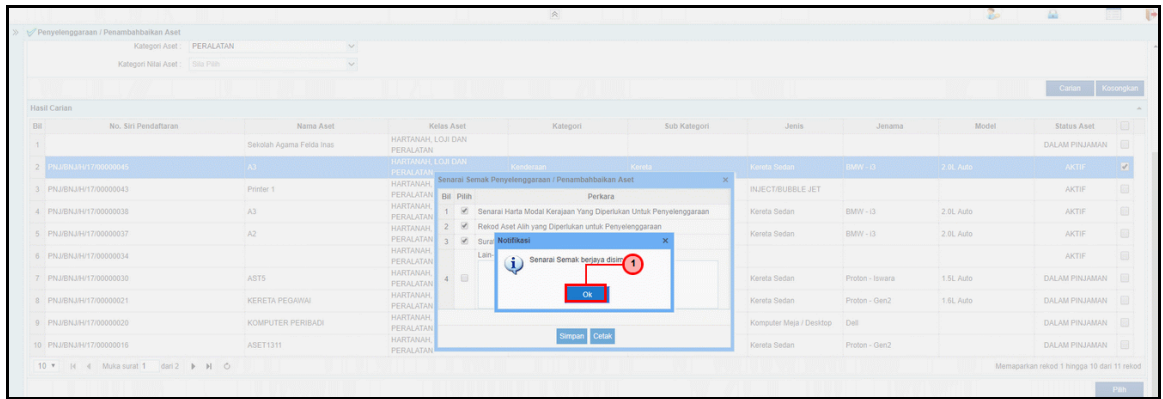 Penyelenggaraan / Penambahbaikan Aset
Kategori Aset : PERALATAN
Kategori Nilai Aset : Sila Pilih
Carian Kosongkan
Hasil Carian
Bil No. Siri Pendaftaran Nama Aset Kelas Aset Kategori Sub Kategori Jenis Jenama Model Status Aset
1 Sekolah Agama Felda Inas HARTANAH, LOJI DAN PERALATAN DALAM PINJAMAN
2 PNJ/BNJ/H/17/00000045 A3 HARTANAH, LOJI DAN PERALATAN Kenderaan Kereta Kereta Sedan BMW - i3 2.0L Auto AKTIF
3 PNJ/BNJ/H/17/00000043 Printer 1 HARTANAH, PERALATAN INJECT/BUBBLE JET AKTIF
4 PNJ/BNJ/H/17/00000038 A3 HARTANAH, PERALATAN Kereta Sedan BMW - i3 2.0L Auto AKTIF
5 PNJ/BNJ/H/17/00000037 A2 HARTANAH, PERALATAN Kereta Sedan BMW - i3 2.0L Auto AKTIF
6 PNJ/BNJ/H/17/00000034 HARTANAH, PERALATAN AKTIF
7 PNJ/BNJ/H/17/00000030 AST5 HARTANAH, PERALATAN Kereta Sedan Proton - Iswara 1.5L Auto DALAM PINJAMAN
8 PNJ/BNJ/H/17/00000021 KERETA PEGAWAI HARTANAH, PERALATAN Kereta Sedan Proton - Gen2 1.6L Auto DALAM PINJAMAN
9 PNJ/BNJ/H/17/00000020 KOMPUTER PERIBADI HARTANAH, PERALATAN Komputer Meja / Desktop Dell DALAM PINJAMAN
10 PNJ/BNJ/H/17/00000016 ASET1311 HARTANAH, PERALATAN Kereta Sedan Proton - Gen2 DALAM PINJAMAN
10 Muka surat 1 dari 2 Memaparkan rekod 1 hingga 10 dari 11 rekod
Pilih
Senarai Semak Penyelenggaraan / Penambahbaikan Aset
Bil Pilih Perkara
1 Senarai Harta Modal Kerajaan Yang Diperlukan Untuk Penyelenggaraan
2 Rekod Aset Alih yang Diperlukan untuk Penyelenggaraan
3 Surat
Lain-
4
Simpan Cetak
Notifikasi
Senarai Semak berjaya disim
1
Ok